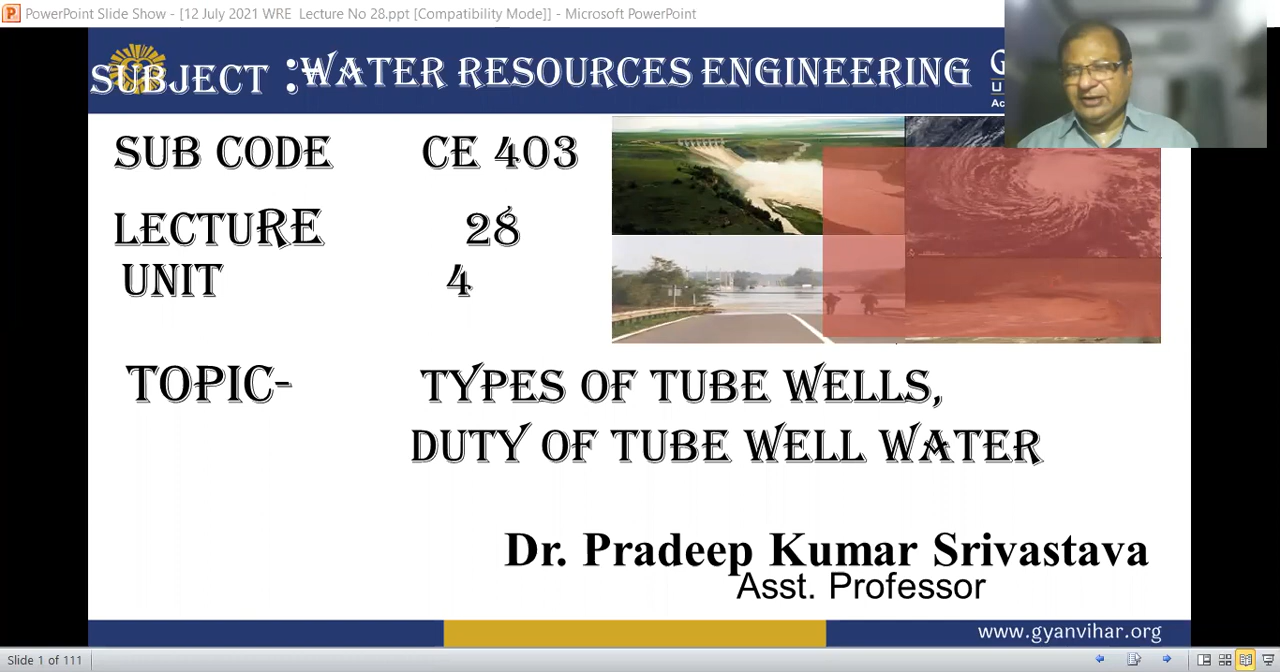 PowerPoint Slide Show - [12 July 2021 WRE  Lecture No 28.ppt [Compatibility Mode]] - Microsoft PowerPoint
SUBJECT : WATER RESOURCES ENGINEERING
SUB CODE CE 403
LECTURE 28
UNIT 4
TOPIC- TYPES OF TUBE WELLS,
DUTY OF TUBE WELL WATER
Dr. Pradeep Kumar Srivastava
Asst. Professor
www.gyanvihar.org
Slide 1 of 111